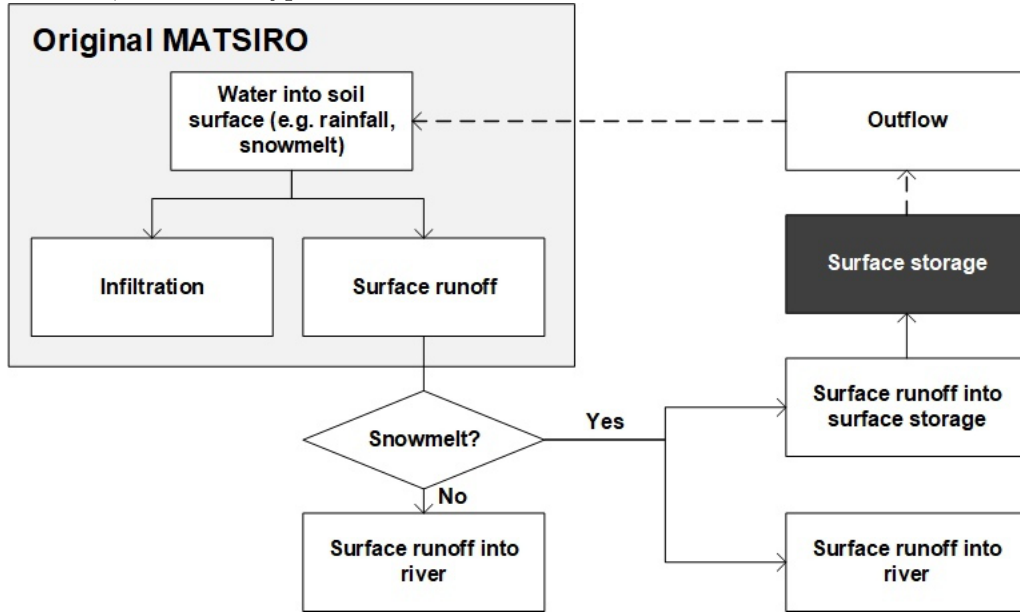 Original MATSIRO
Water into soil
surface (e.g. rainfall,
snowmelt)
Outflow
Infiltration
Surface runoff
Surface storage
Snowmelt?
Yes
No
Surface runoff into
surface storage
Surface runoff into
river
Surface runoff into
river